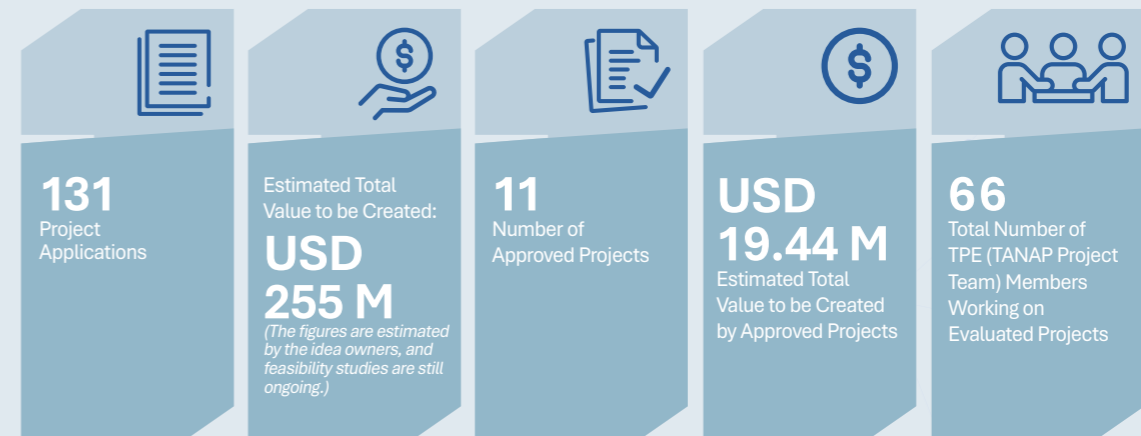 131
Project
Applications
Estimated Total
Value to be Created:
USD
255 M
(The figures are estimated
by the idea owners, and
feasibility studies are still
ongoing.)
11
Number of
Approved Projects
USD
19.44 M
Estimated Total
Value to be Created
by Approved Projects
66
Total Number of
TPE (TANAP Project
Team) Members
Working on
Evaluated Projects